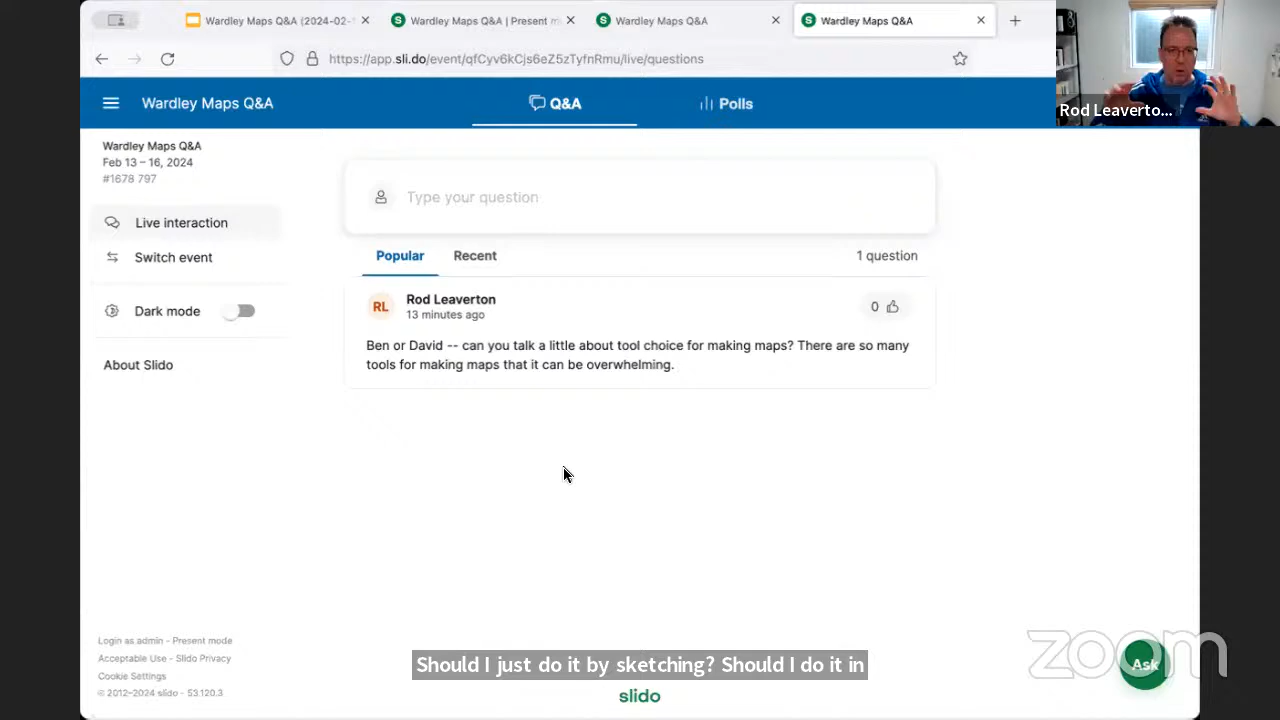 Wardley Maps Q&A (2024-02-
Wardley Maps Q&A | Present m
Wardley Maps Q&A
Wardley Maps Q&A
https://app.sli.do/event/qfCyv6kCjs6eZ5zTyfnRmu/live/questions
Rod Leaverto...
Wardley Maps Q&A
Q&A
Polls
Wardley Maps Q&A
Feb 13 – 16, 2024
#1678 797
Live interaction
Switch event
Dark mode
About Slido
Type your question
Popular
Recent
1 question
RL
Rod Leaverton
13 minutes ago
0
Ben or David -- can you talk a little about tool choice for making maps? There are so many
tools for making maps that it can be overwhelming.
Login as admin - Present mode
Acceptable Use - Slido Privacy
Cookie Settings
© 2012–2024 slido - 53.120.3
Should I just do it by sketching? Should I do it in
slido
Ask
zoom